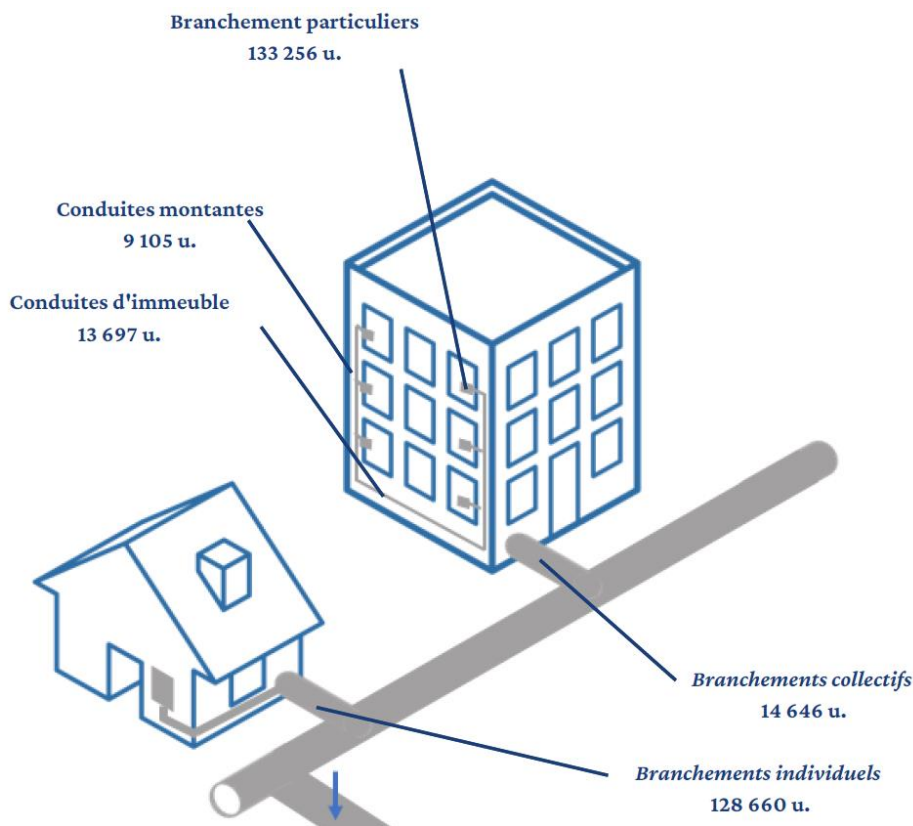 Branchement particuliers
133 256 u.
Conduites montantes
9 105 u.
Conduites d'immeuble
13 697 u.
Branchements collectifs
14 646 u.
Branchements individuels
128 660 u.